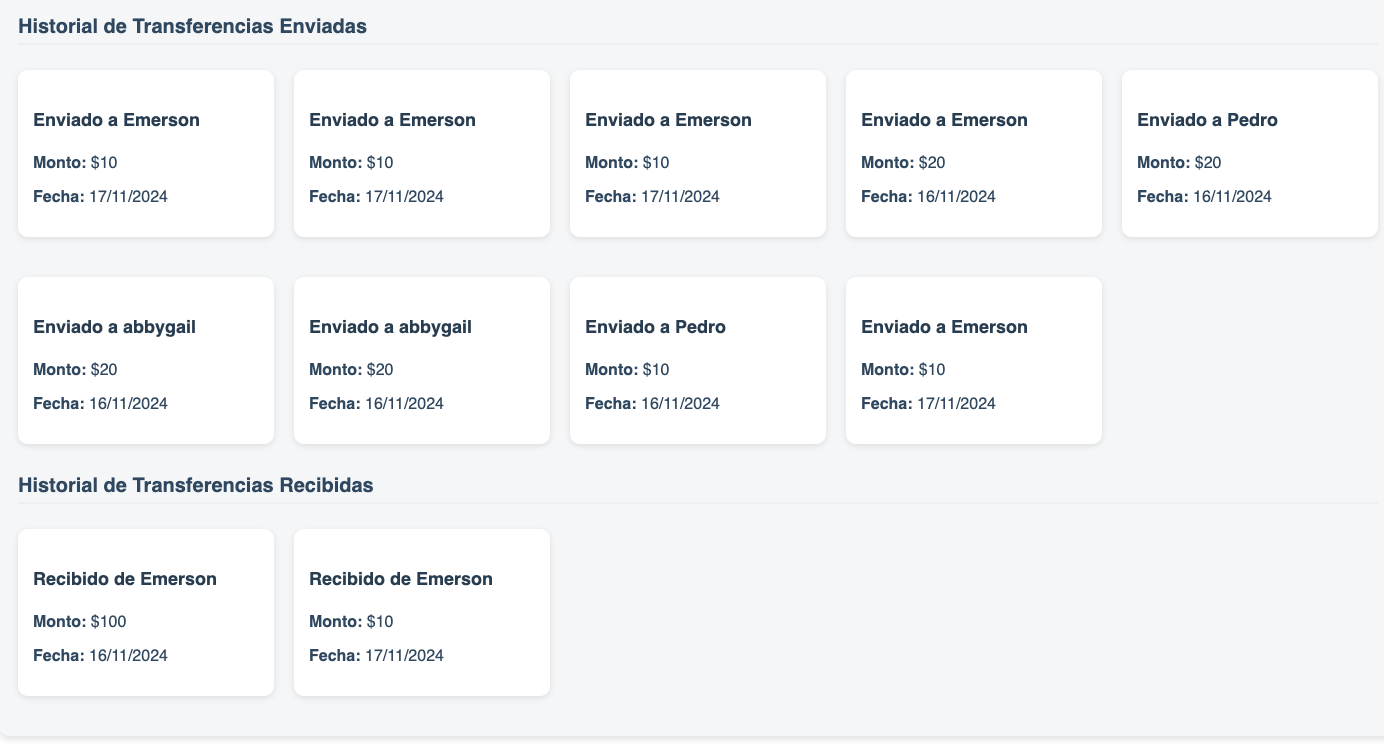 Historial de Transferencias Enviadas
Enviado a Emerson
Monto: $10
Fecha: 17/11/2024
Enviado a Emerson
Monto: $10
Fecha: 17/11/2024
Enviado a Emerson
Monto: $10
Fecha: 17/11/2024
Enviado a Emerson
Monto: $20
Fecha: 16/11/2024
Enviado a Pedro
Monto: $20
Fecha: 16/11/2024
Enviado a abbygail
Monto: $20
Fecha: 16/11/2024
Enviado a abbygail
Monto: $20
Fecha: 16/11/2024
Enviado a Pedro
Monto: $10
Fecha: 16/11/2024
Enviado a Emerson
Monto: $10
Fecha: 17/11/2024
Historial de Transferencias Recibidas
Recibido de Emerson
Monto: $100
Fecha: 16/11/2024
Recibido de Emerson
Monto: $10
Fecha: 17/11/2024